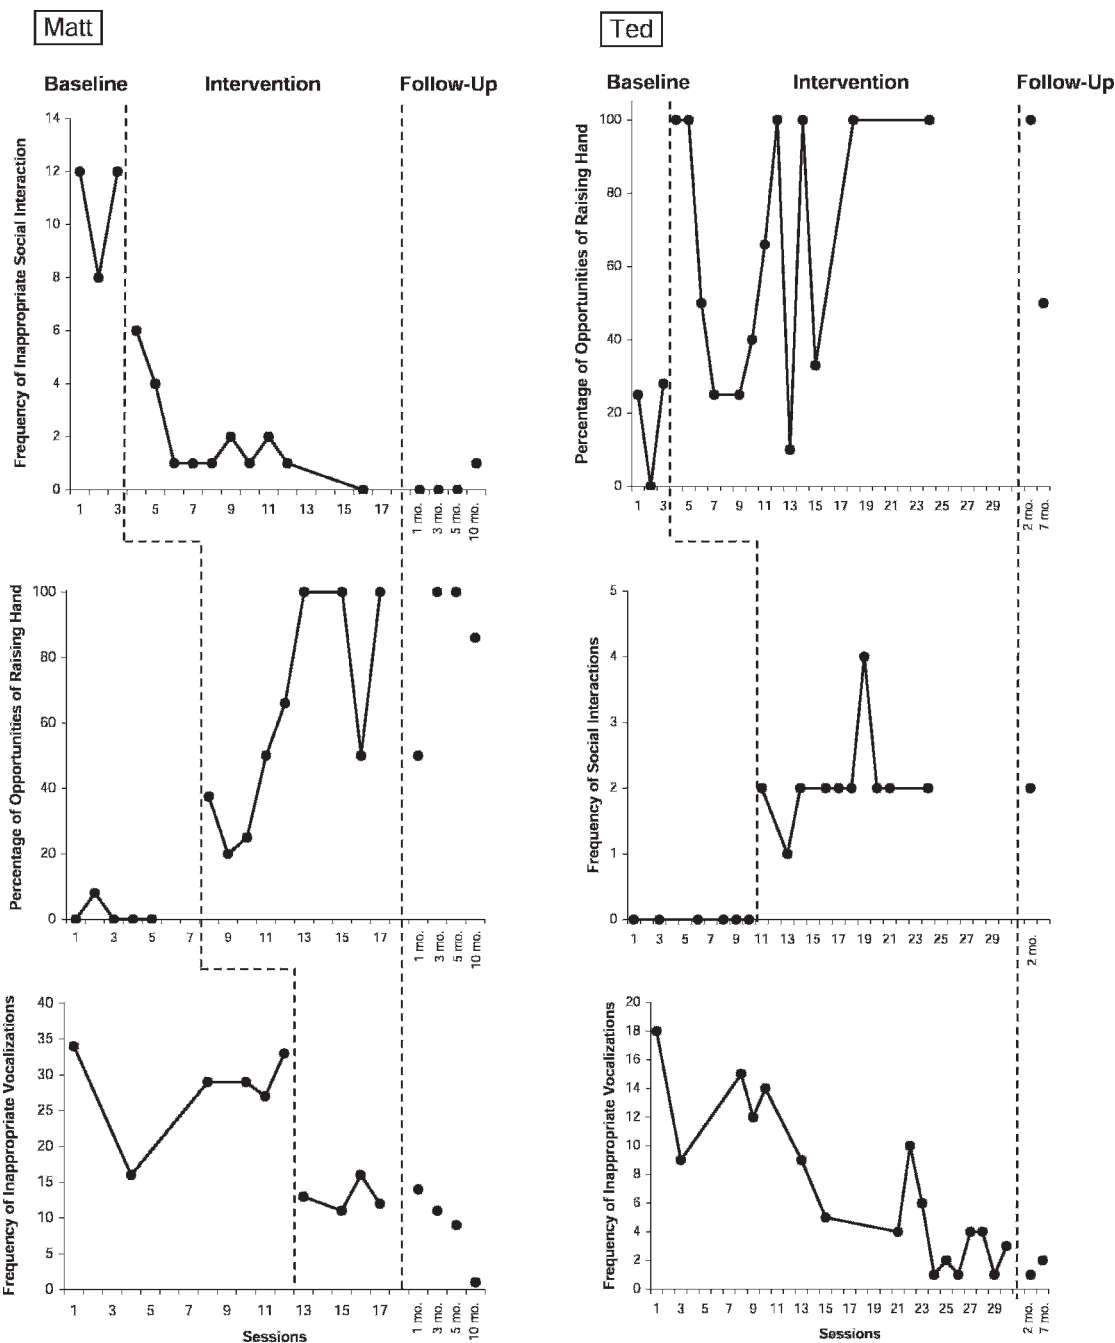 Matt
Baseline
Intervention
Follow-Up
Frequency of Inappropriate Social Interaction
14
12
10
8
6
4
2
0
1 3 5 7 9 11 13 15 17
1 mo.
3 mo.
5 mo.
10 mo.
Percentage of Opportunities of Raising Hand
100
80
60
40
20
0
1 3 5 7 9 11 13 15 17
1 mo.
3 mo.
5 mo.
10 mo.
Frequency of Inappropriate Vocalizations
40
35
30
25
20
15
10
5
0
1 3 5 7 9 11 13 15 17
1 mo.
3 mo.
5 mo.
10 mo.
Sessions
Ted
Baseline
Intervention
Follow-Up
Percentage of Opportunities of Raising Hand
100
80
60
40
20
0
1 3 5 7 9 11 13 15 17 19 21 23 25 27 29
2 mo.
7 mo.
Frequency of Social Interactions
5
4
3
2
1
0
1 3 5 7 9 11 13 15 17 19 21 23 25 27 29
2 mo.
Frequency of Inappropriate Vocalizations
20
18
16
14
12
10
8
6
4
2
0
1 3 5 7 9 11 13 15 17 19 21 23 25 27 29
2 mo.
7 mo.
Sessions